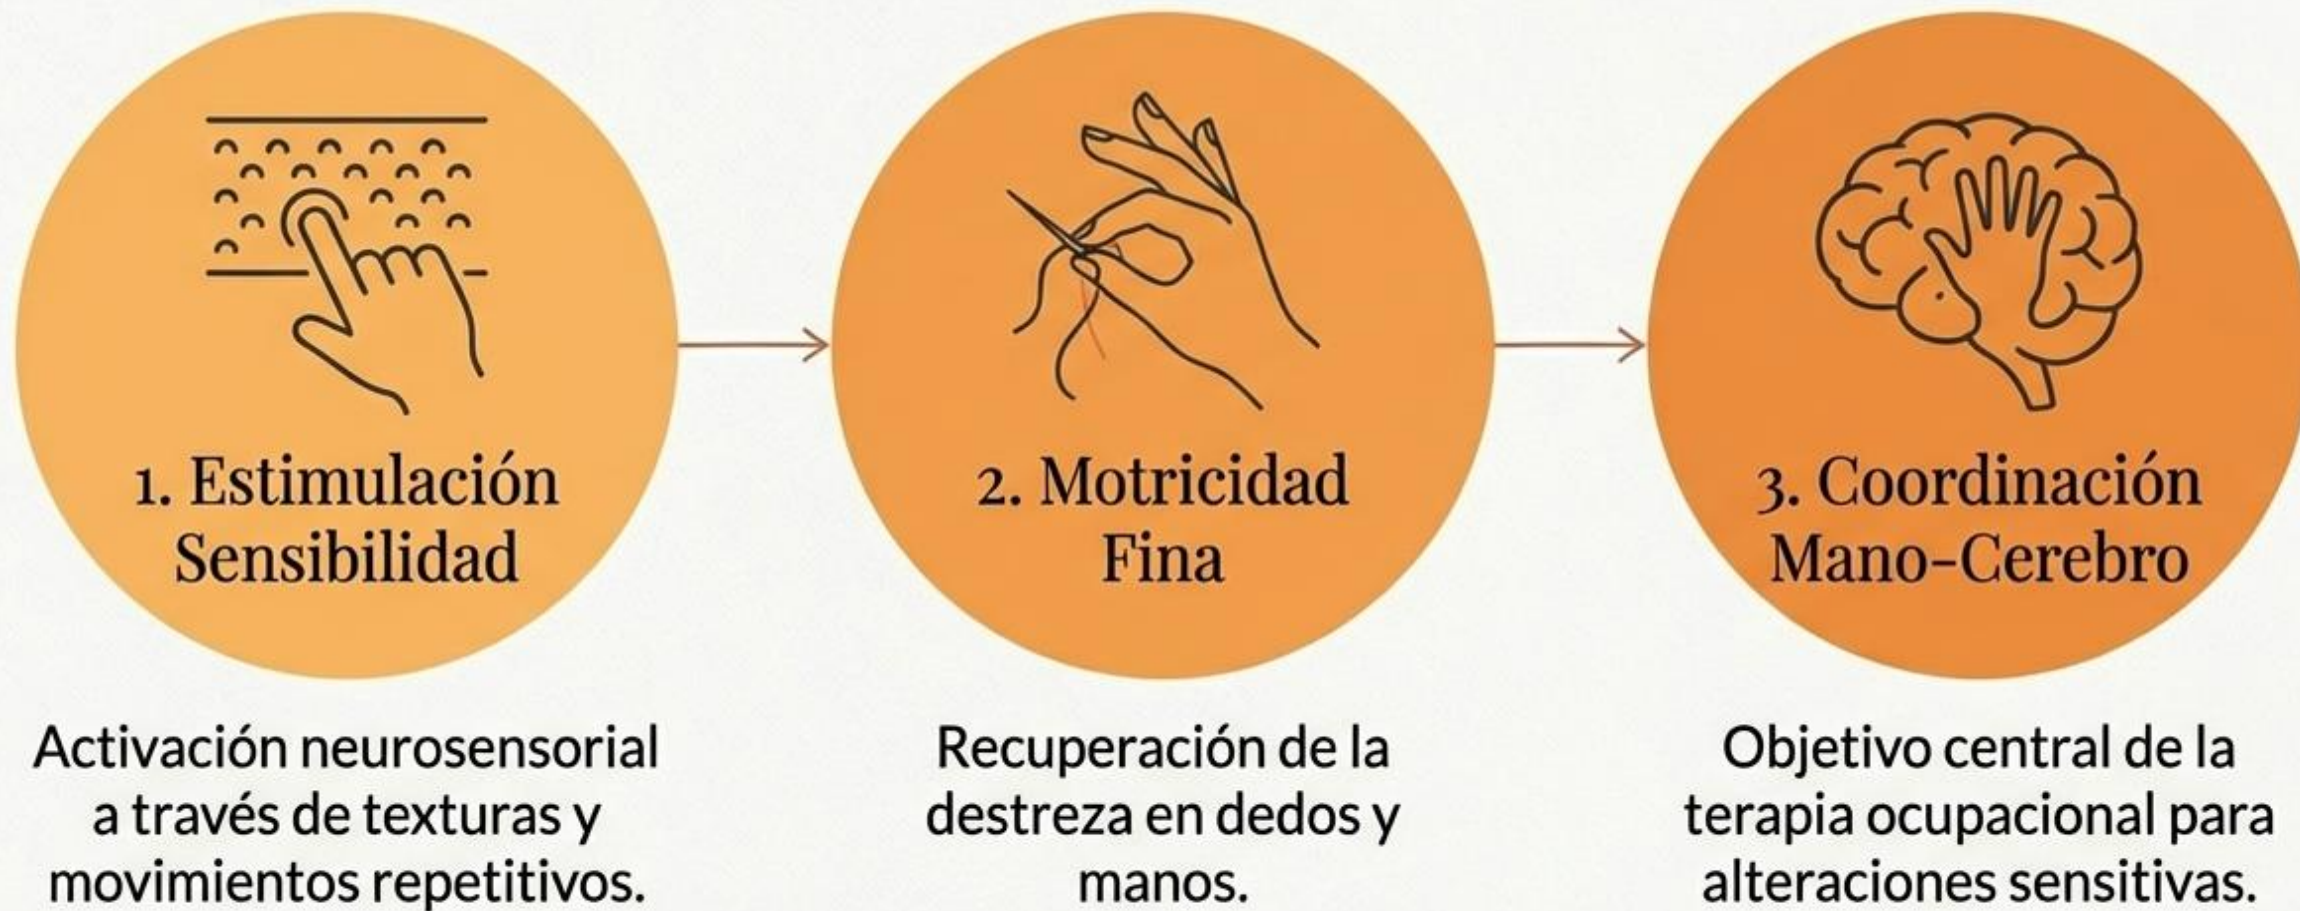 1. Estimulación
Sensibilidad
Activación neurosensorial
a través de texturas y
movimientos repetitivos.
2. Motricidad
Fina
Recuperación de la
destreza en dedos y
manos.
3. Coordinación
Mano-Cerebro
Objetivo central de la
terapia ocupacional para
alteraciones sensitivas.